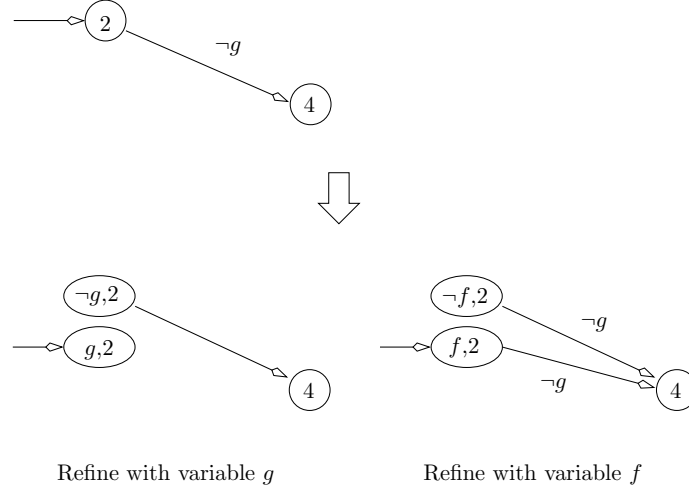 2
¬g
4
¬g,2
g,2
4
¬f,2
¬g
f,2
¬g
4
Refine with variable g
Refine with variable f